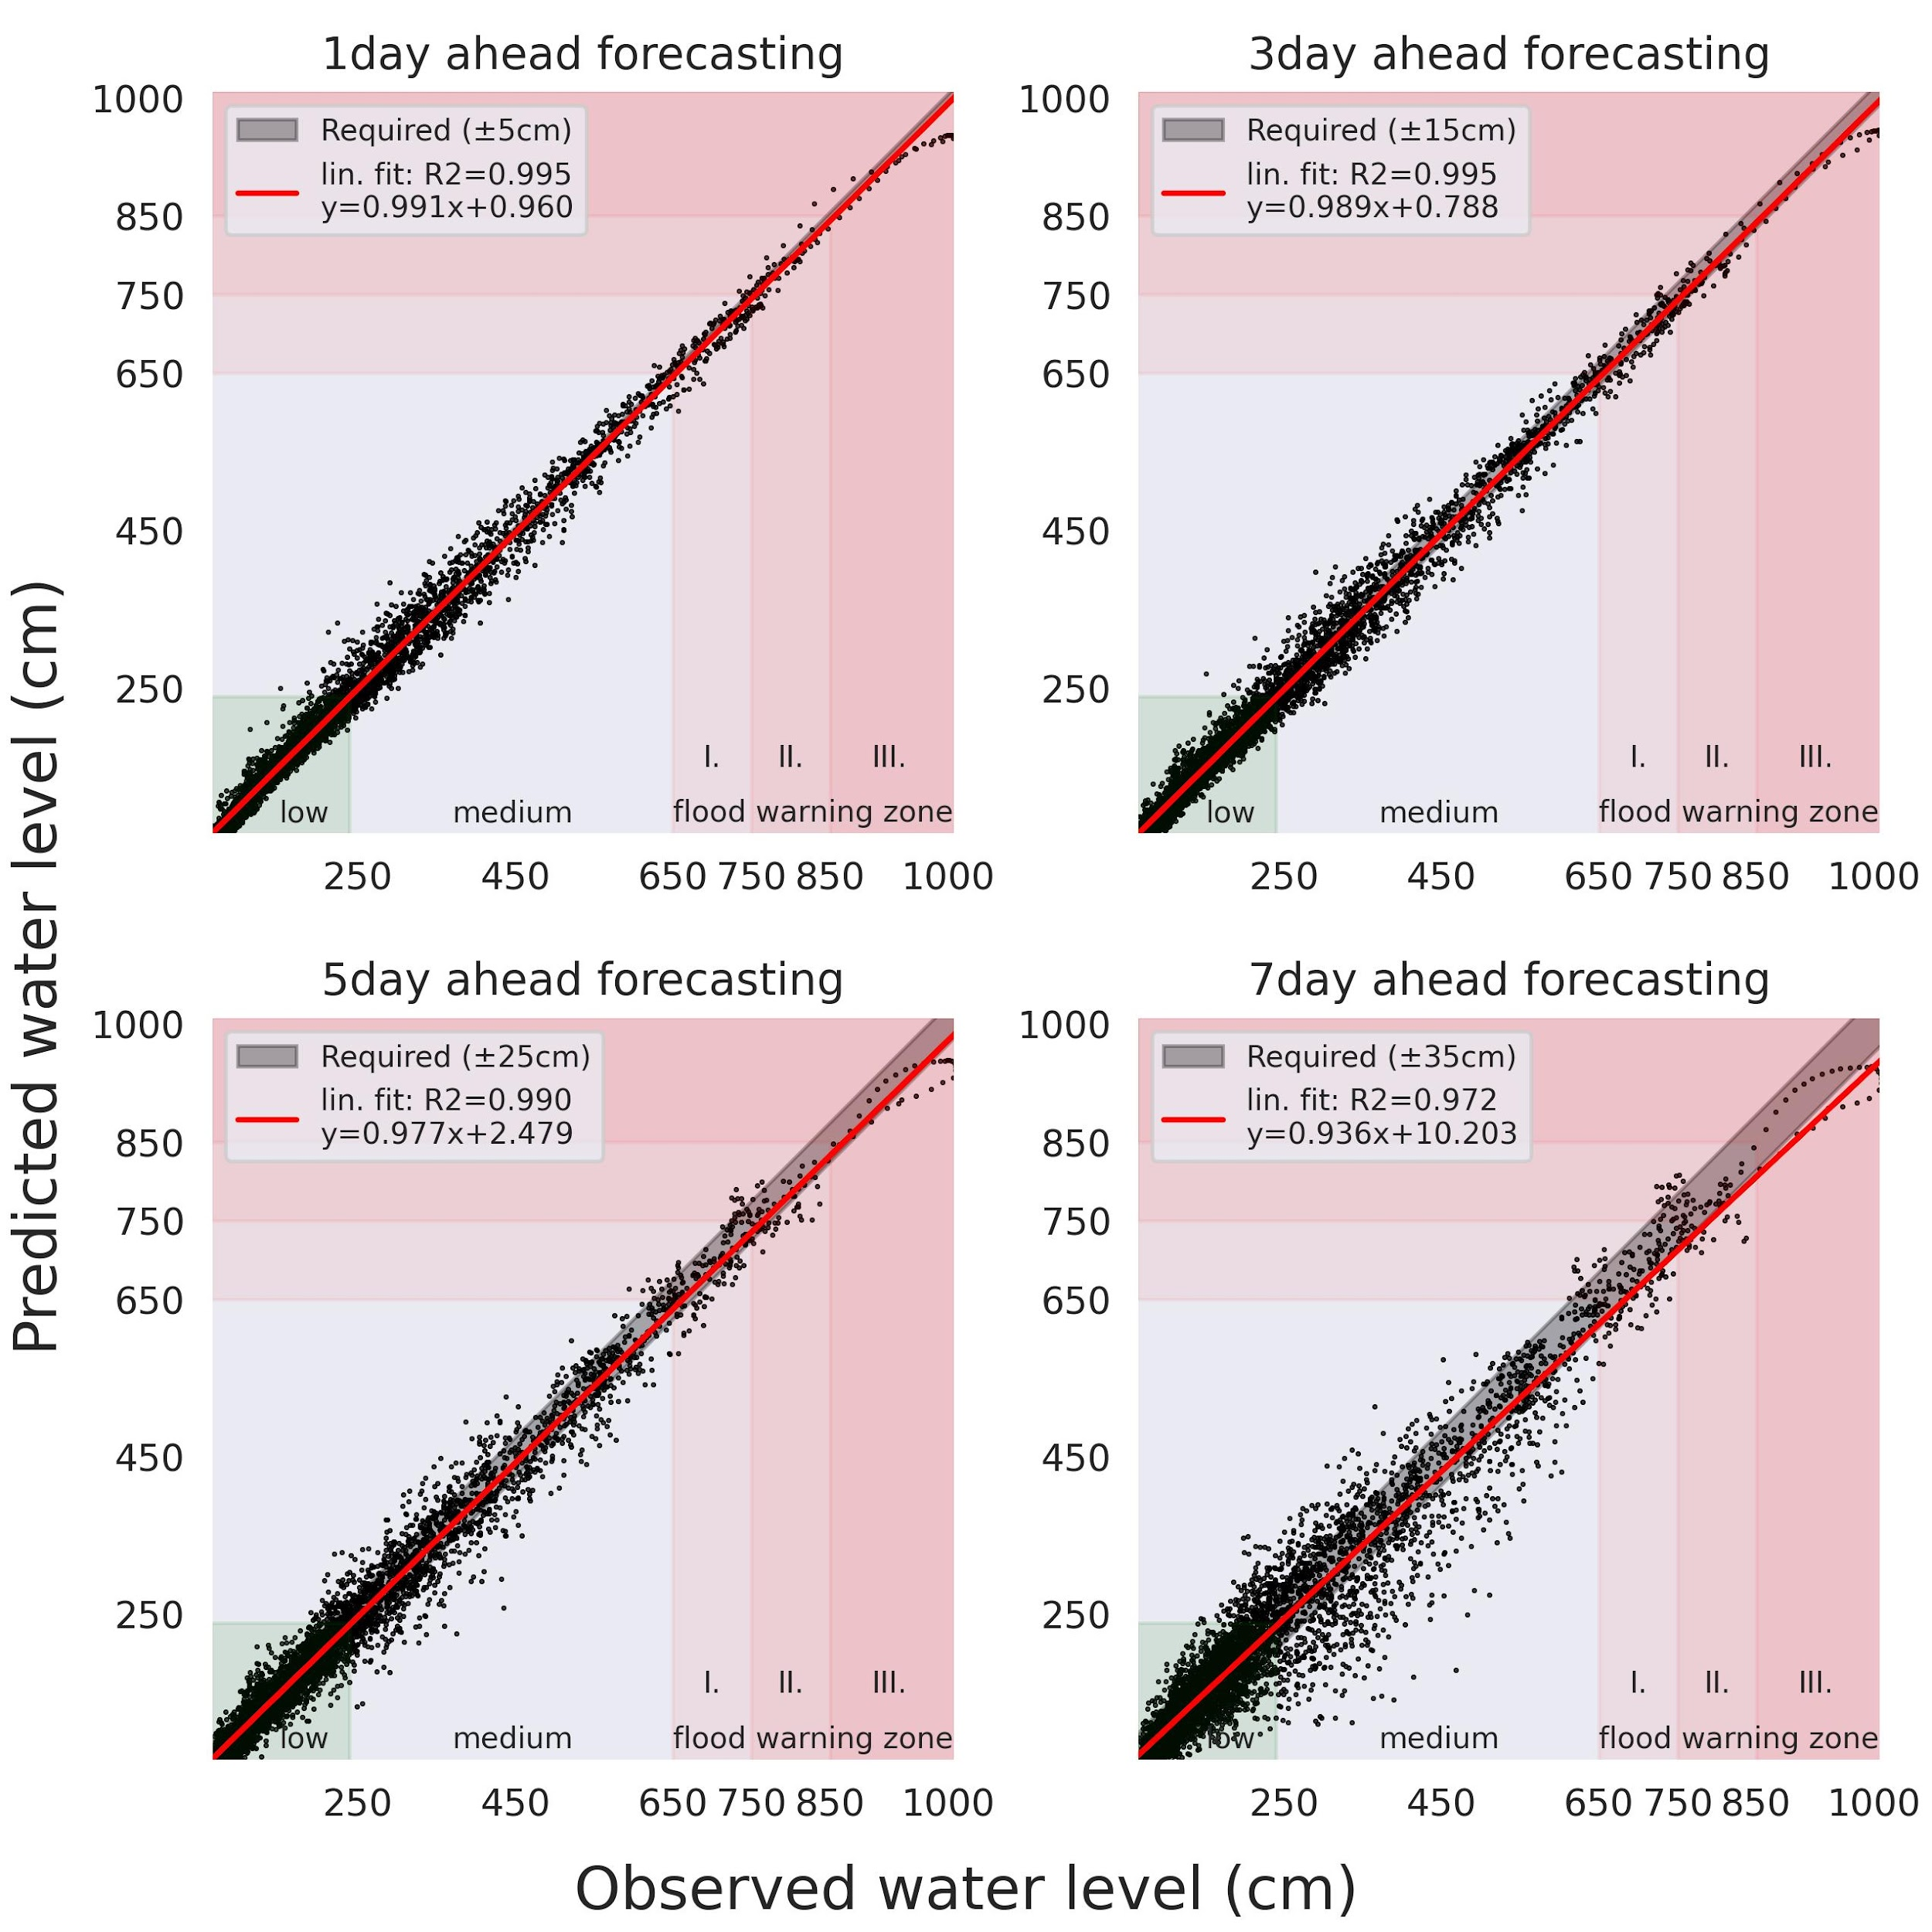 1day ahead forecasting
1000
850
750
650
450
250
Required (±5cm)
lin. fit: R2=0.995
y=0.991x+0.960
I. II. III.
low medium flood warning zone
250 450 650 750 850 1000
3day ahead forecasting
1000
850
750
650
450
250
Required (±15cm)
lin. fit: R2=0.995
y=0.989x+0.788
I. II. III.
low medium flood warning zone
250 450 650 750 850 1000
5day ahead forecasting
1000
850
750
650
450
250
Required (±25cm)
lin. fit: R2=0.990
y=0.977x+2.479
I. II. III.
low medium flood warning zone
250 450 650 750 850 1000
7day ahead forecasting
1000
850
750
650
450
250
Required (±35cm)
lin. fit: R2=0.972
y=0.936x+10.203
I. II. III.
low medium flood warning zone
250 450 650 750 850 1000
Predicted water level (cm)
Observed water level (cm)